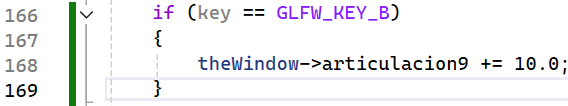 166 if (key == GLFW_KEY_B)
167 {
168 theWindow->articulacion9 += 10.0;
169 }